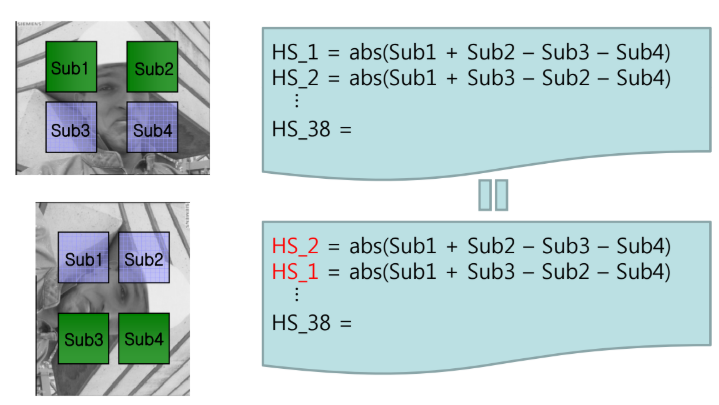 SIEMENS
Sub1 Sub2
Sub3 Sub4
HS_1 = abs(Sub1 + Sub2 – Sub3 – Sub4)
HS_2 = abs(Sub1 + Sub3 – Sub2 – Sub4)
⋮
HS_38 =
Sub1 Sub2
Sub3 Sub4
HS_2 = abs(Sub1 + Sub2 – Sub3 – Sub4)
HS_1 = abs(Sub1 + Sub3 – Sub2 – Sub4)
⋮
HS_38 =